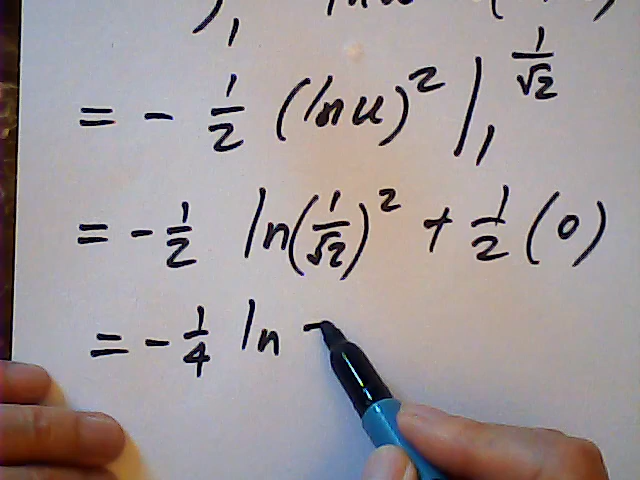 ), ln
= - 1/2 (ln u)² |₁^(1/√2)
= - 1/2 ln(1/√2)² + 1/2 (0)
= - 1/4 ln